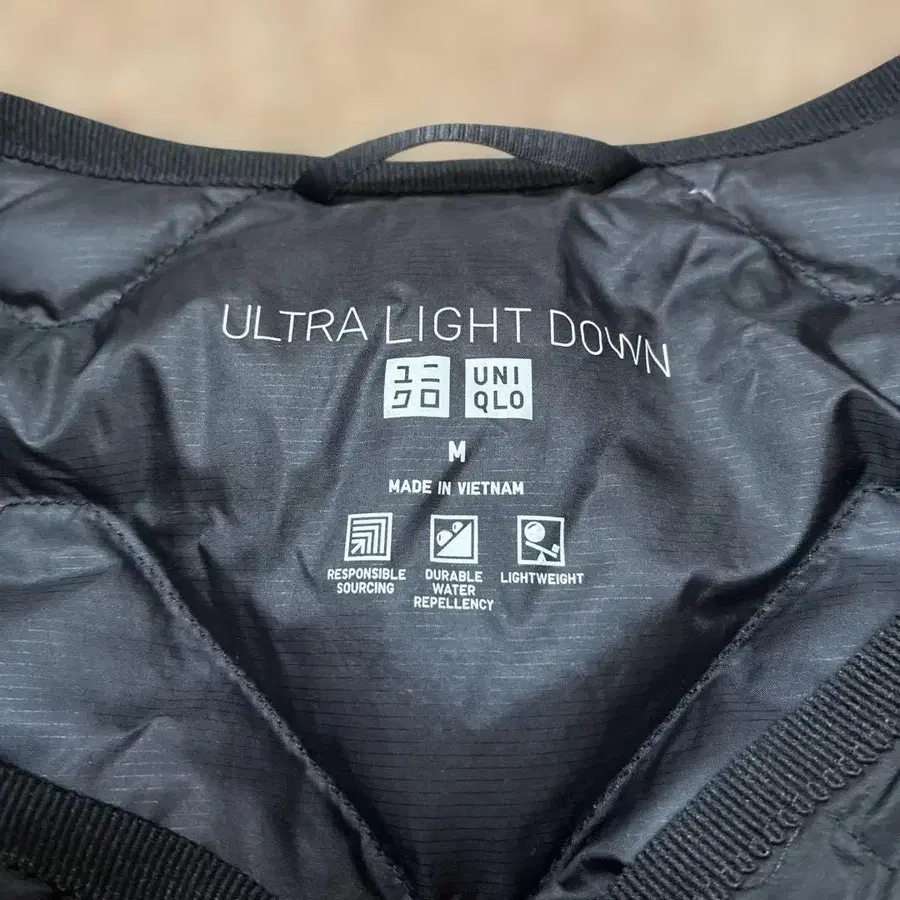 ULTRA LIGHT DOWN
ユニ
クロ
UNI
QLO
M
MADE IN VIETNAM
RESPONSIBLE
SOURCING
DURABLE
WATER
REPELLENCY
LIGHTWEIGHT